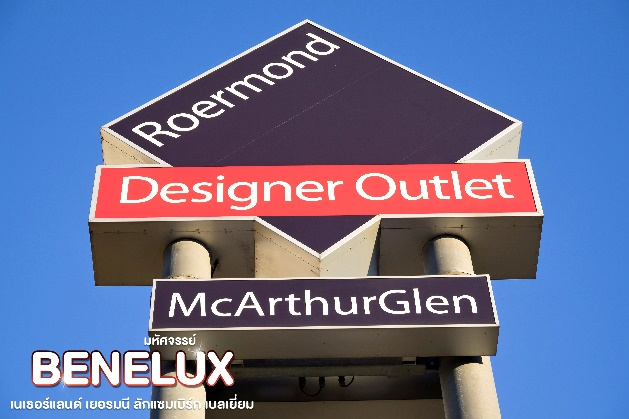 Roermond
Designer Outlet
McArthurGlen
มหัศจรรย์
BENELUX
เนเธอร์แลนด์ เยอรมนี ลักแซมเบิร์ก เบลเยี่ยม